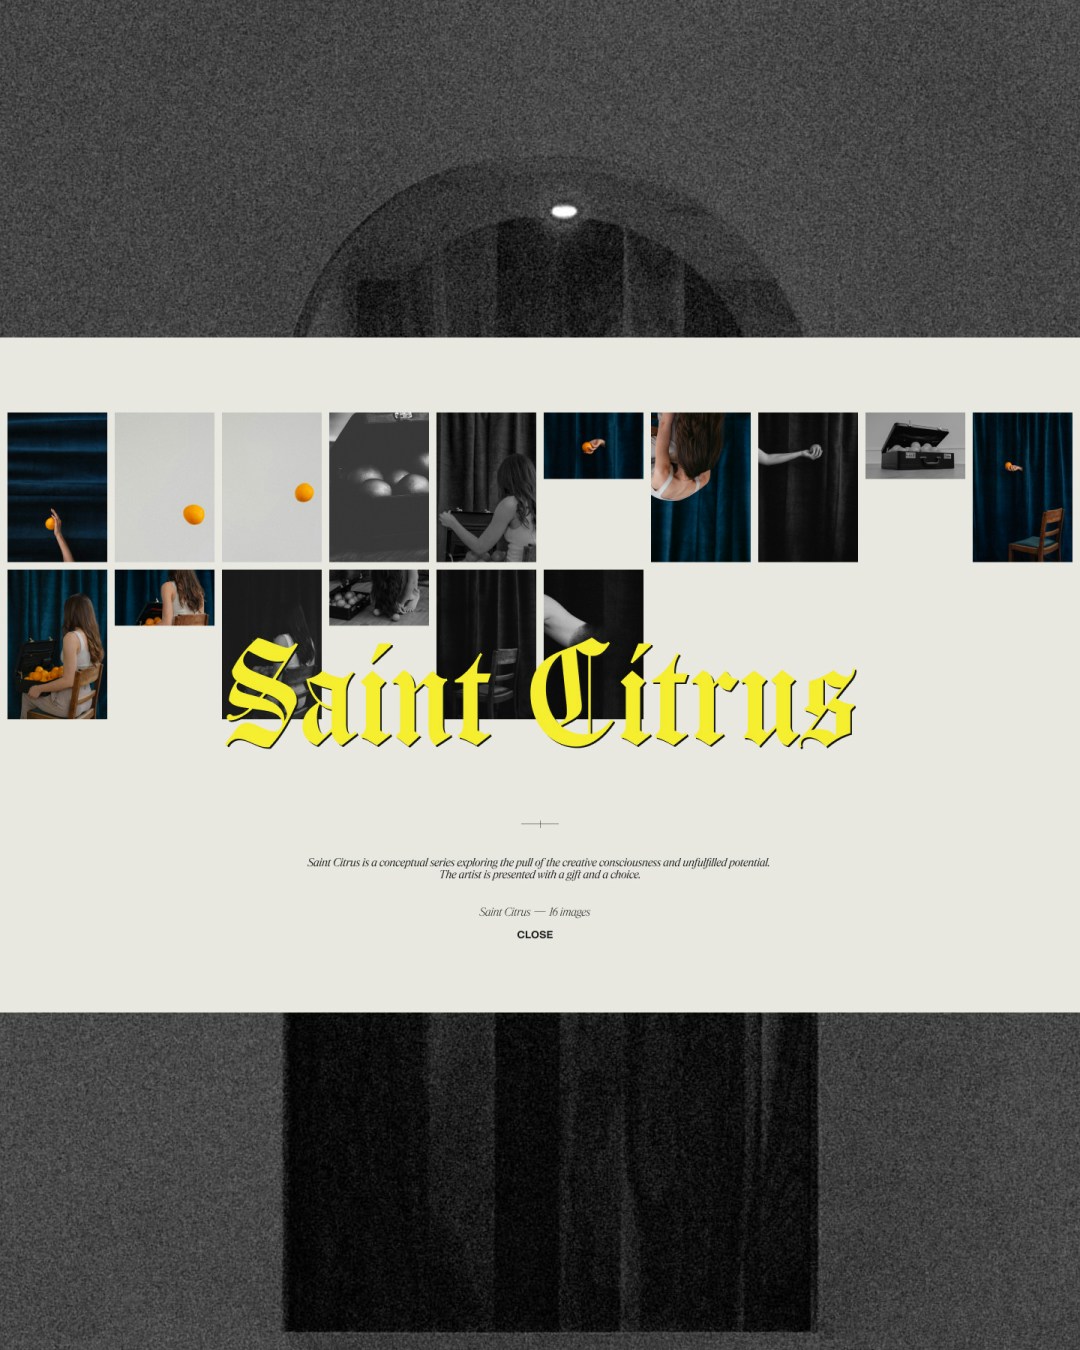 Saint Citrus
Saint Citrus is a conceptual series exploring the pull of the creative consciousness and unfulfilled potential.
The artist is presented with a gift and a choice.
Saint Citrus — 16 images
CLOSE